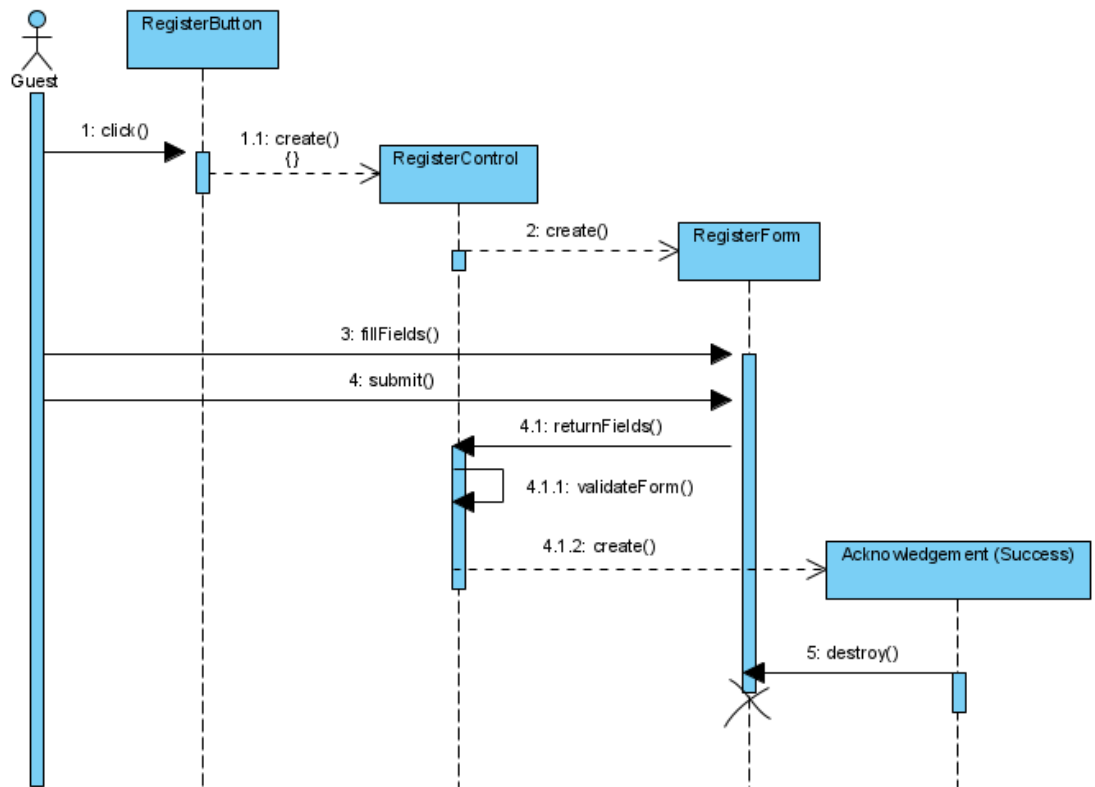 RegisterButton
Guest
1: click()
1.1: create()
{}
RegisterControl
2: create()
RegisterForm
3: fillFields()
4: submit()
4.1: returnFields()
4.1.1: validateForm()
4.1.2: create()
Acknowledgement (Success)
5: destroy()